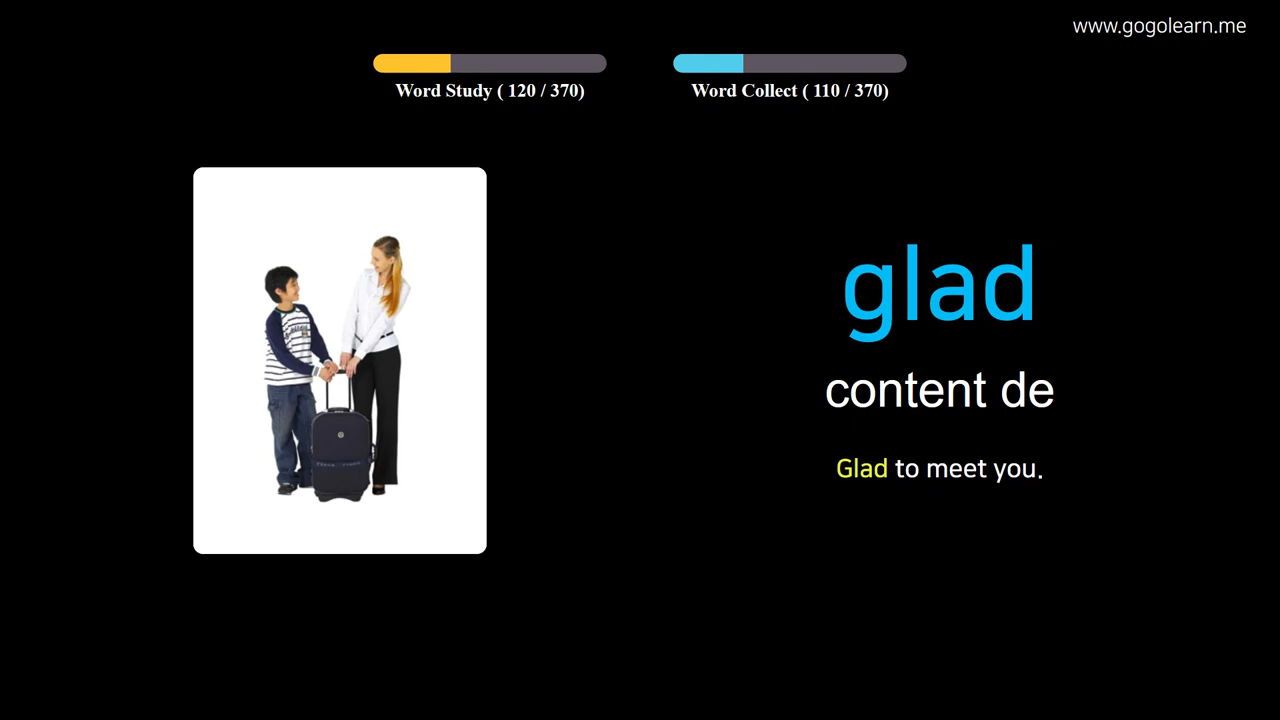 www.gogolearn.me
Word Study ( 120 / 370)
Word Collect ( 110 / 370)
glad
content de
Glad to meet you.